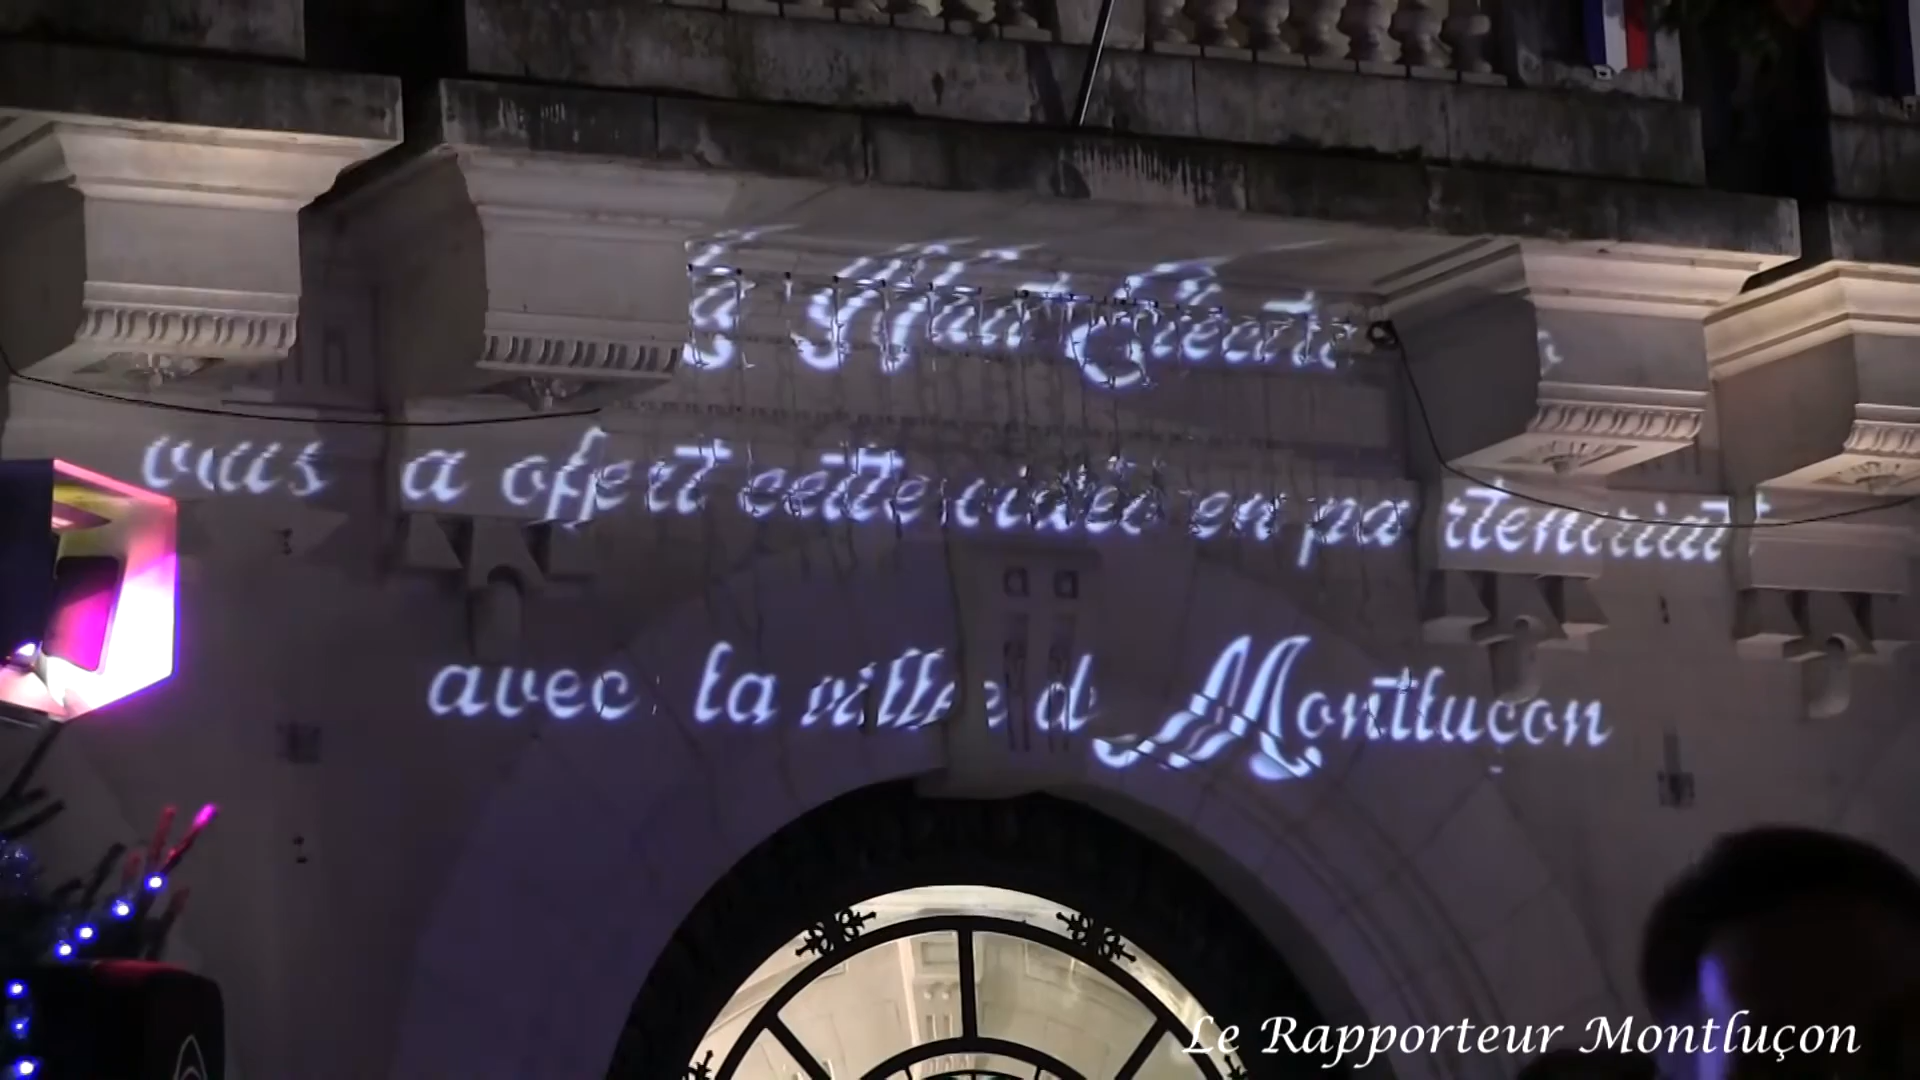 vous a offert cette vidéo en partenariat
avec la ville de Montluçon
Le Rapporteur Montluçon